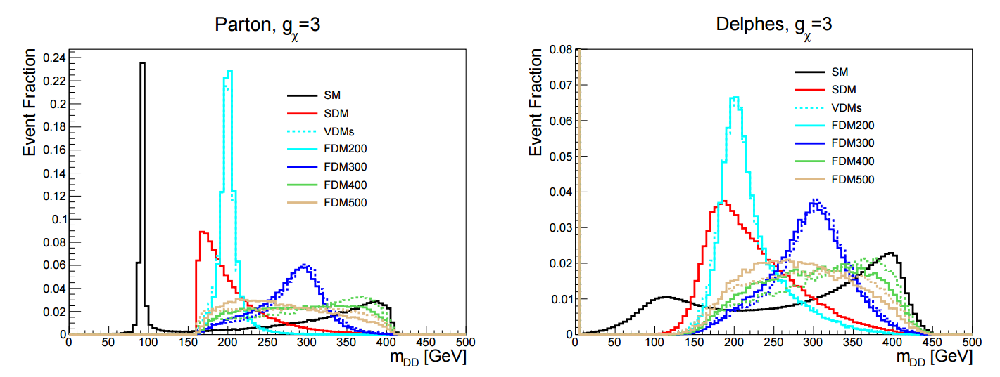 Parton, gχ=3
Event Fraction
0.24
0.22
0.2
0.18
0.16
0.14
0.12
0.1
0.08
0.06
0.04
0.02
0
SM
SDM
VDMs
FDM200
FDM300
FDM400
FDM500
0 50 100 150 200 250 300 350 400 450 500
mDD [GeV]
Delphes, gχ=3
Event Fraction
0.08
0.07
0.06
0.05
0.04
0.03
0.02
0.01
0
SM
SDM
VDMs
FDM200
FDM300
FDM400
FDM500
0 50 100 150 200 250 300 350 400 450 500
mDD [GeV]